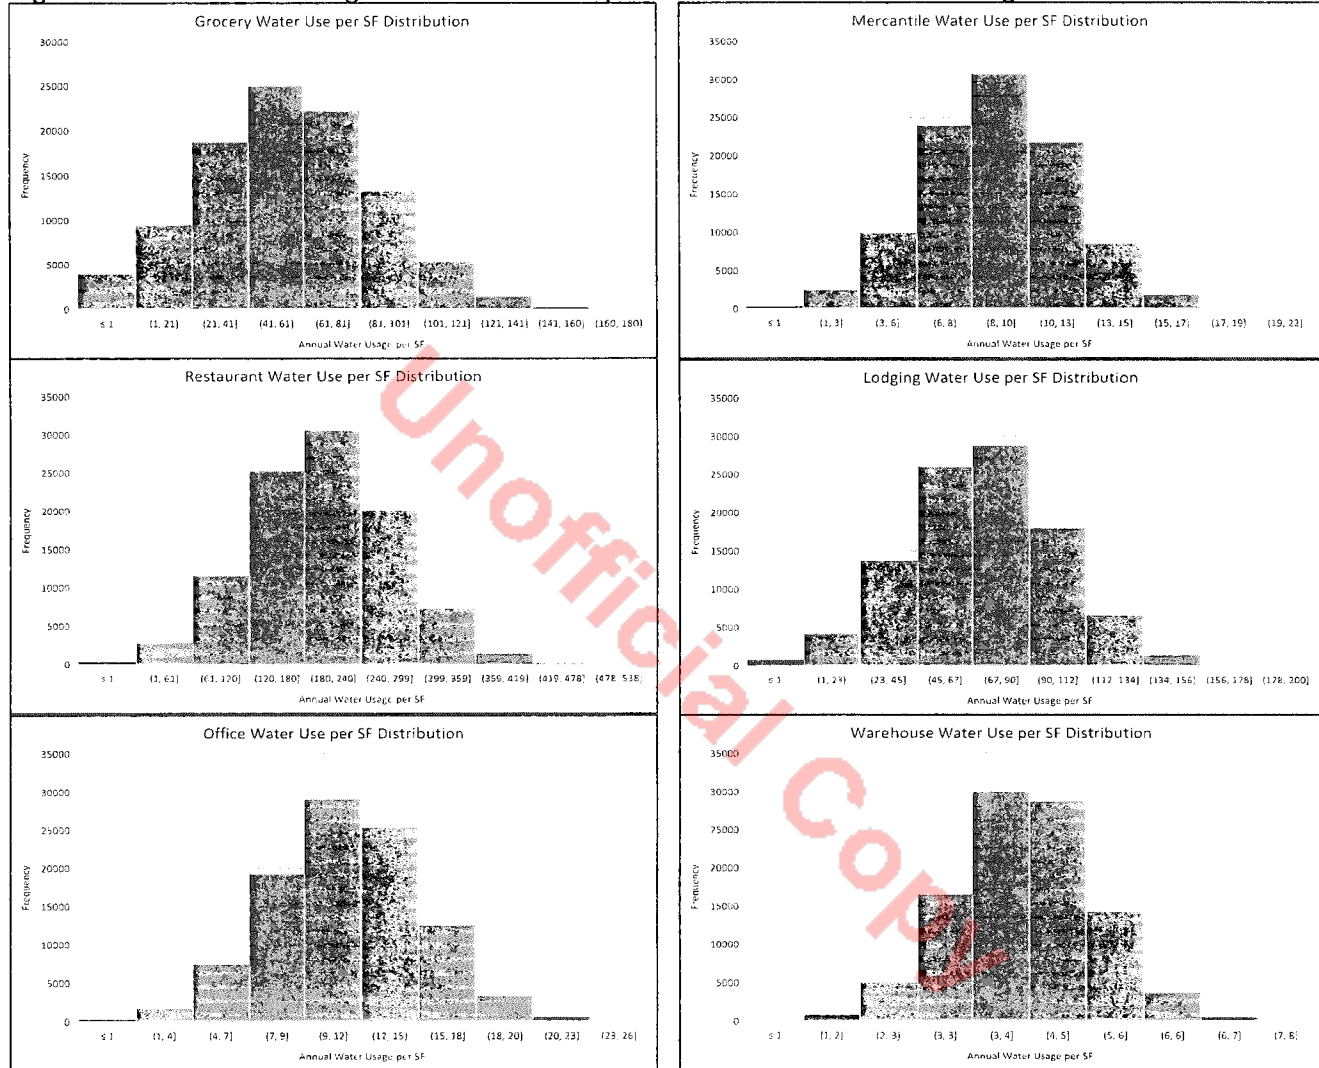 Grocery Water Use per SF Distribution
30000
25000
20000
15000
10000
5000
0
Frequency
≤ 1 (1, 21] (21, 41] (41, 61] (61, 81] (81, 101] (101, 121] (121, 141] (141, 160] (160, 180]
Annual Water Usage per SF
Mercantile Water Use per SF Distribution
35000
30000
25000
20000
15000
10000
5000
0
Frequency
≤ 1 (1, 3] (3, 6] (6, 8] (8, 10] (10, 13] (13, 15] (15, 17] (17, 19] (19, 22]
Annual Water Usage per SF
Restaurant Water Use per SF Distribution
35000
30000
25000
20000
15000
10000
5000
0
Frequency
≤ 1 (1, 61] (61, 120] (120, 180] (180, 240] (240, 299] (299, 359] (359, 419] (419, 478] (478, 538]
Annual Water Usage per SF
Lodging Water Use per SF Distribution
35000
30000
25000
20000
15000
10000
5000
0
Frequency
≤ 1 (1, 23] (23, 45] (45, 67] (67, 90] (90, 112] (112, 134] (134, 156] (156, 178] (178, 200]
Annual Water Usage per SF
Office Water Use per SF Distribution
35000
30000
25000
20000
15000
10000
5000
0
Frequency
≤ 1 (1, 4] (4, 7] (7, 9] (9, 12] (12, 15] (15, 18] (18, 20] (20, 23] (23, 26]
Annual Water Usage per SF
Warehouse Water Use per SF Distribution
35000
30000
25000
20000
15000
10000
5000
0
Frequency
≤ 1 (1, 2] (2, 3] (3, 3] (3, 4] (4, 5] (5, 6] (6, 6] (6, 7] (7, 8]
Annual Water Usage per SF
Unofficial Copy